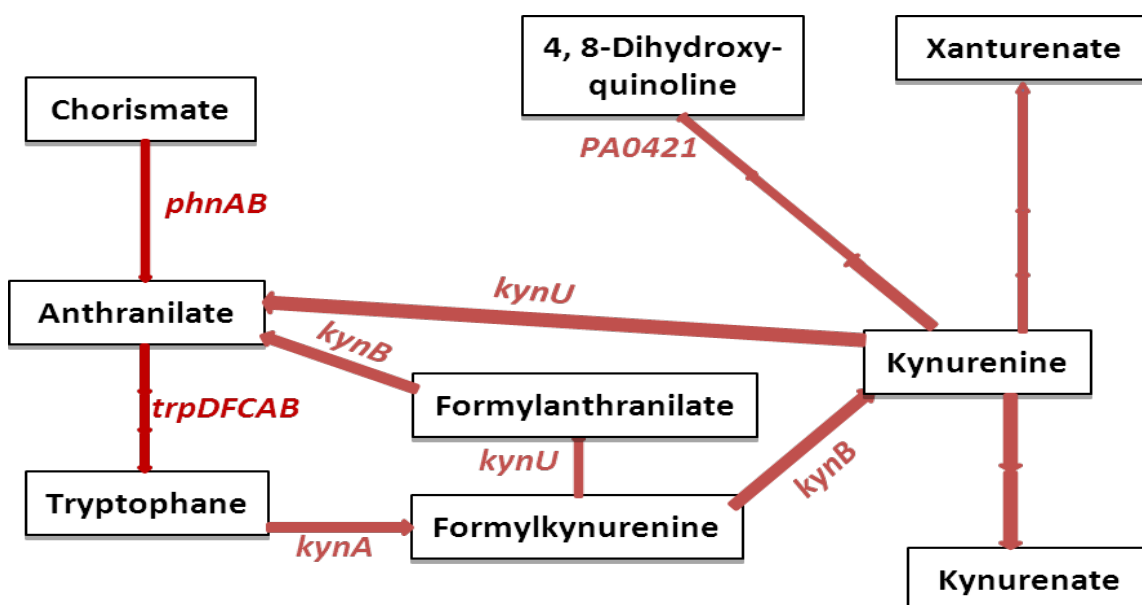 4, 8-Dihydroxy-
quinoline
Xanturenate
Chorismate
PA0421
phnAB
Anthranilate
kynU
kynB
Kynurenine
trpDFCAB
Formylanthranilate
kynU
kynB
Tryptophane
Formylkynurenine
kynA
Kynurenate